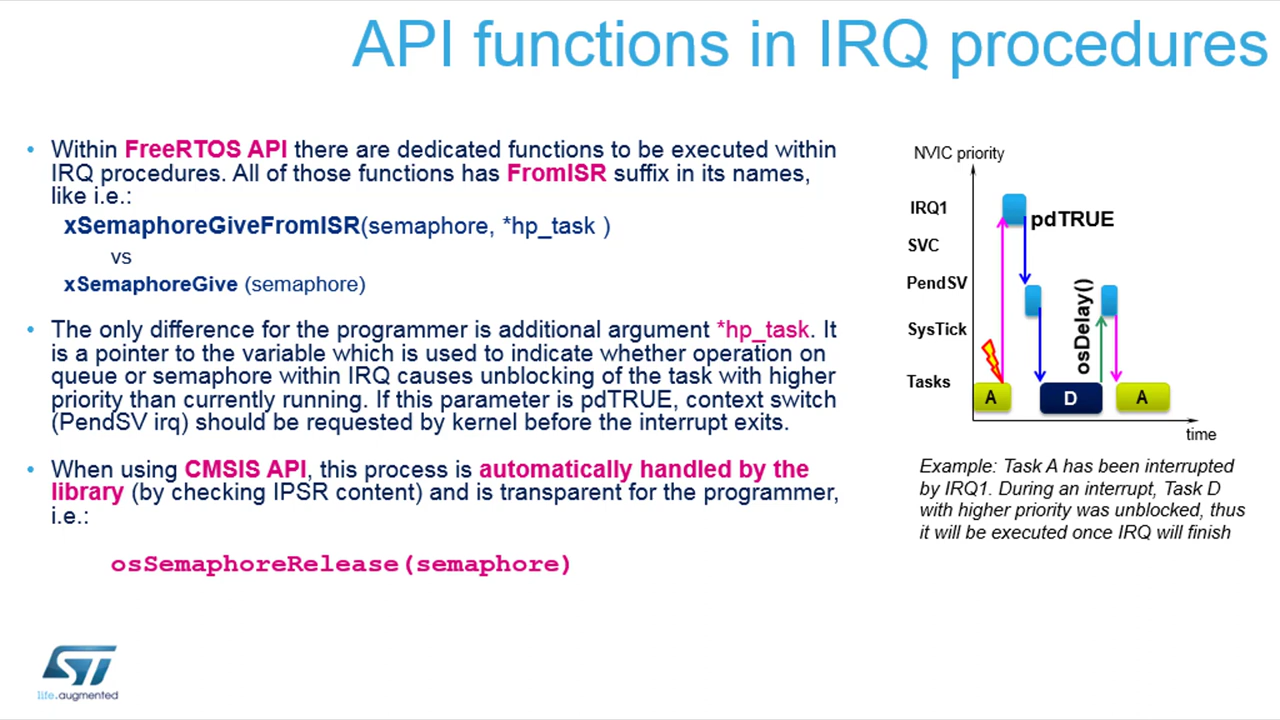 API functions in IRQ procedures
• Within FreeRTOS API there are dedicated functions to be executed within
IRQ procedures. All of those functions has FromISR suffix in its names,
like i.e.:
xSemaphoreGiveFromISR(semaphore, *hp_task )
vs
xSemaphoreGive (semaphore)
• The only difference for the programmer is additional argument *hp_task. It
is a pointer to the variable which is used to indicate whether operation on
queue or semaphore within IRQ causes unblocking of the task with higher
priority than currently running. If this parameter is pdTRUE, context switch
(PendSV irq) should be requested by kernel before the interrupt exits.
• When using CMSIS API, this process is automatically handled by the
library (by checking IPSR content) and is transparent for the programmer,
i.e.:
osSemaphoreRelease(semaphore)
NVIC priority
IRQ1
pdTRUE
SVC
PendSV
osDelay()
SysTick
Tasks
A
D
A
time
Example: Task A has been interrupted
by IRQ1. During an interrupt, Task D
with higher priority was unblocked, thus
it will be executed once IRQ will finish
ST
life.augmented